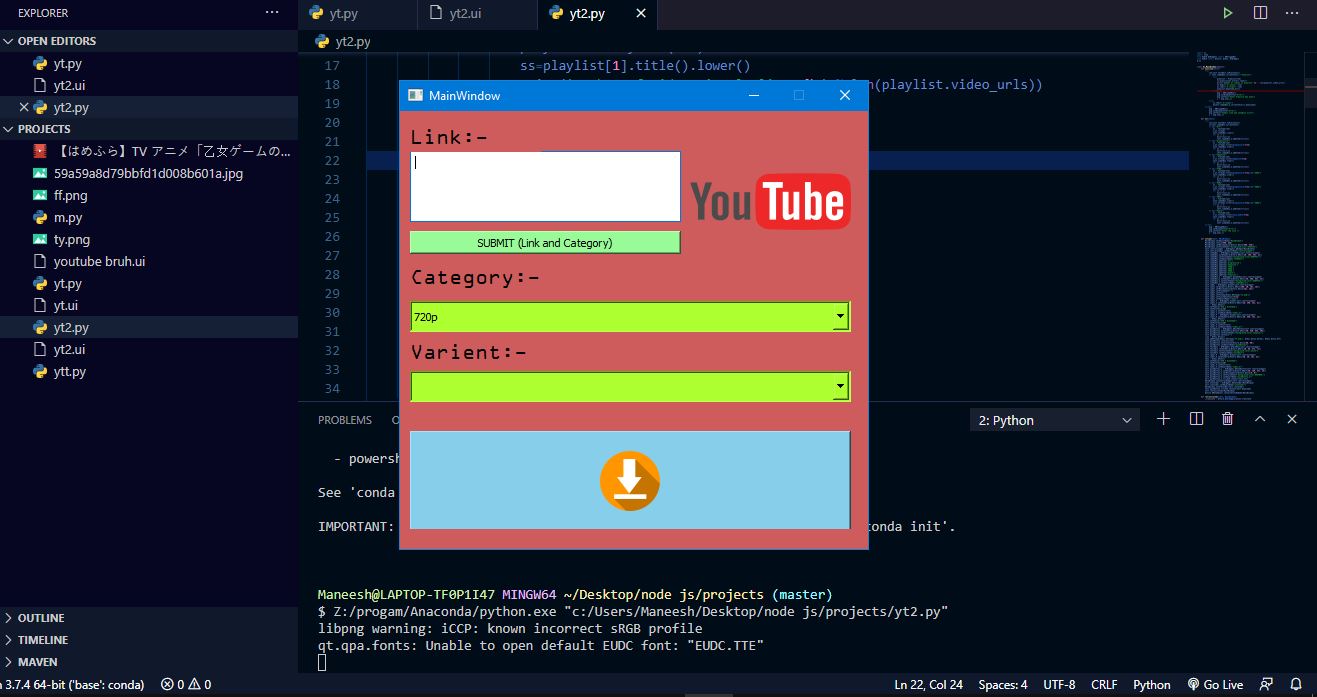 EXPLORER
OPEN EDITORS
yt.py
yt2.ui
yt2.py
PROJECTS
【はめふら】TV アニメ「乙女ゲームの...
59a59a8d79bbfd1d008b601a.jpg
ff.png
m.py
ty.png
youtube bruh.ui
yt.py
yt.ui
yt2.py
yt2.ui
ytt.py
OUTLINE
TIMELINE
MAVEN
yt.py yt2.ui yt2.py
yt2.py
17 ss=playlist[1].title().lower()
18 (playlist.video_urls))
19
20
21
22
23
24
25
26
27
28
29
30
31
32
33
34
MainWindow
Link:-
YouTube
SUBMIT (Link and Category)
Category:-
720p
Varient:-
PROBLEMS O
2: Python
- powersh
See 'conda
IMPORTANT: conda init'.
Maneesh@LAPTOP-TF0P1I47 MINGW64 ~/Desktop/node js/projects (master)
$ Z:/progam/Anaconda/python.exe "c:/Users/Maneesh/Desktop/node js/projects/yt2.py"
libpng warning: iCCP: known incorrect sRGB profile
qt.qpa.fonts: Unable to open default EUDC font: "EUDC.TTE"
n 3.7.4 64-bit ('base': conda) 0 0 Ln 22, Col 24 Spaces: 4 UTF-8 CRLF Python Go Live